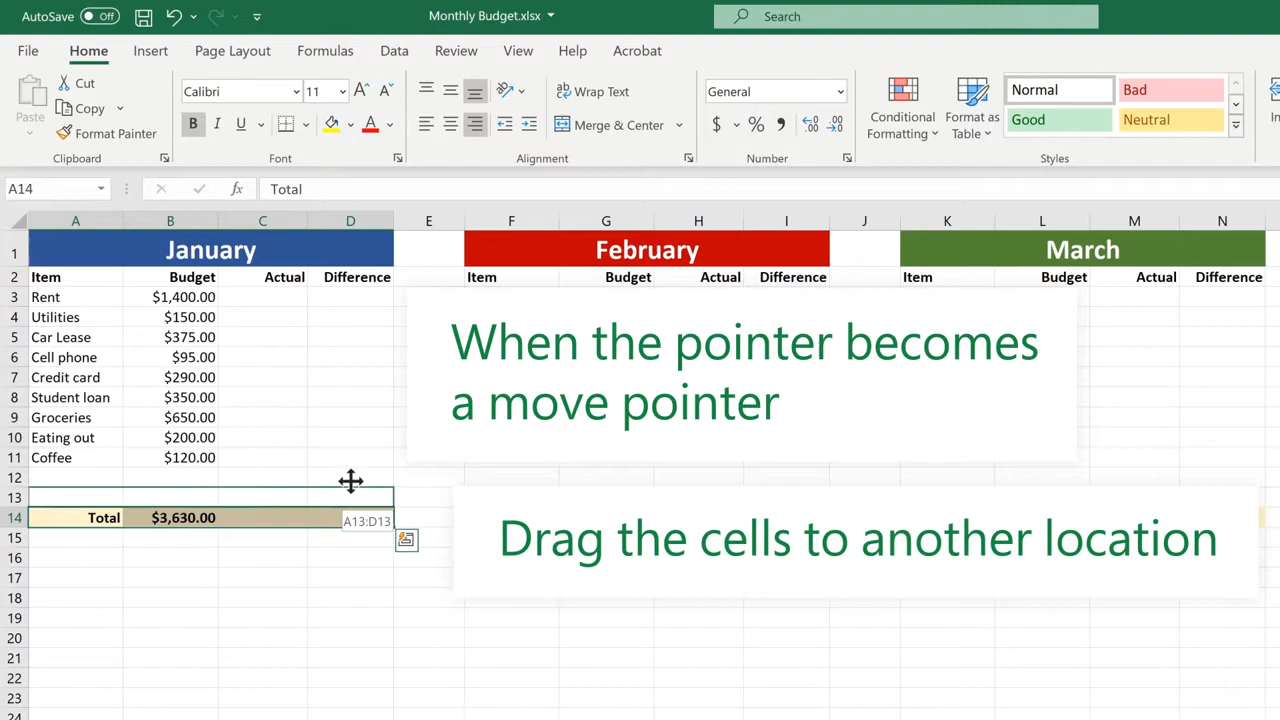 AutoSave Off Monthly Budget.xlsx Search
File Home Insert Page Layout Formulas Data Review View Help Acrobat
Paste
Cut
Copy
Format Painter
Clipboard
Calibri 11 A A
B I U A
Font
ab Wrap Text
Merge & Center
Alignment
General
$ % 9 .00 .00
Number
Conditional
Formatting
Format as
Table
Normal Bad
Good Neutral
Styles
A14 fx Total
A B C D E F G H I J K L M N
1 January February March
2 Item Budget Actual Difference Item Budget Actual Difference Item Budget Actual Difference
3 Rent $1,400.00
4 Utilities $150.00
5 Car Lease $375.00
6 Cell phone $95.00
7 Credit card $290.00
8 Student loan $350.00
9 Groceries $650.00
10 Eating out $200.00
11 Coffee $120.00
12
13
14 Total $3,630.00
A13:D13
15
16
17
18
19
20
21
22
23
24
When the pointer becomes
a move pointer
Drag the cells to another location